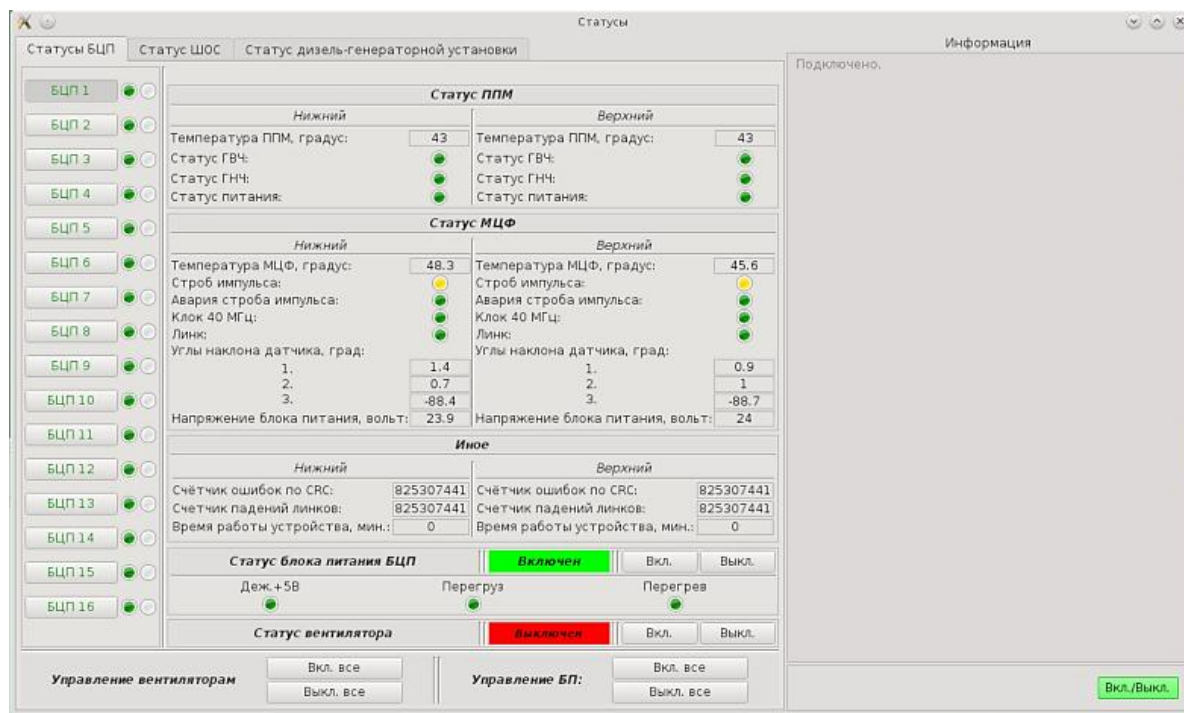 Статусы
Статусы БЦП Статус ШОС Статус дизель-генераторной установки
Информация
Подключено.
БЦП 1
БЦП 2
БЦП 3
БЦП 4
БЦП 5
БЦП 6
БЦП 7
БЦП 8
БЦП 9
БЦП 10
БЦП 11
БЦП 12
БЦП 13
БЦП 14
БЦП 15
БЦП 16
Статус ППМ
Нижний Верхний
Температура ППМ, градус: 43 Температура ППМ, градус: 43
Статус ГВЧ: Статус ГВЧ:
Статус ГНЧ: Статус ГНЧ:
Статус питания: Статус питания:
Статус МЦФ
Нижний Верхний
Температура МЦФ, градус: 48.3 Температура МЦФ, градус: 45.6
Строб импульса: Строб импульса:
Авария строба импульса: Авария строба импульса:
Клок 40 МГц: Клок 40 МГц:
Линк: Линк:
Углы наклона датчика, град: Углы наклона датчика, град:
1. 1.4 1. 0.9
2. 0.7 2. 1
3. -88.4 3. -88.7
Напряжение блока питания, вольт: 23.9 Напряжение блока питания, вольт: 24
Иное
Нижний Верхний
Счётчик ошибок по CRC: 825307441 Счётчик ошибок по CRC: 825307441
Счетчик падений линков: 825307441 Счетчик падений линков: 825307441
Время работы устройства, мин.: 0 Время работы устройства, мин.: 0
Статус блока питания БЦП Включен Вкл. Выкл.
Деж.+5В Перегруз Перегрев
Статус вентилятора Выключен Вкл. Выкл.
Управление вентиляторам Вкл. все Выкл. все
Управление БП: Вкл. все Выкл. все
Вкл./Выкл.